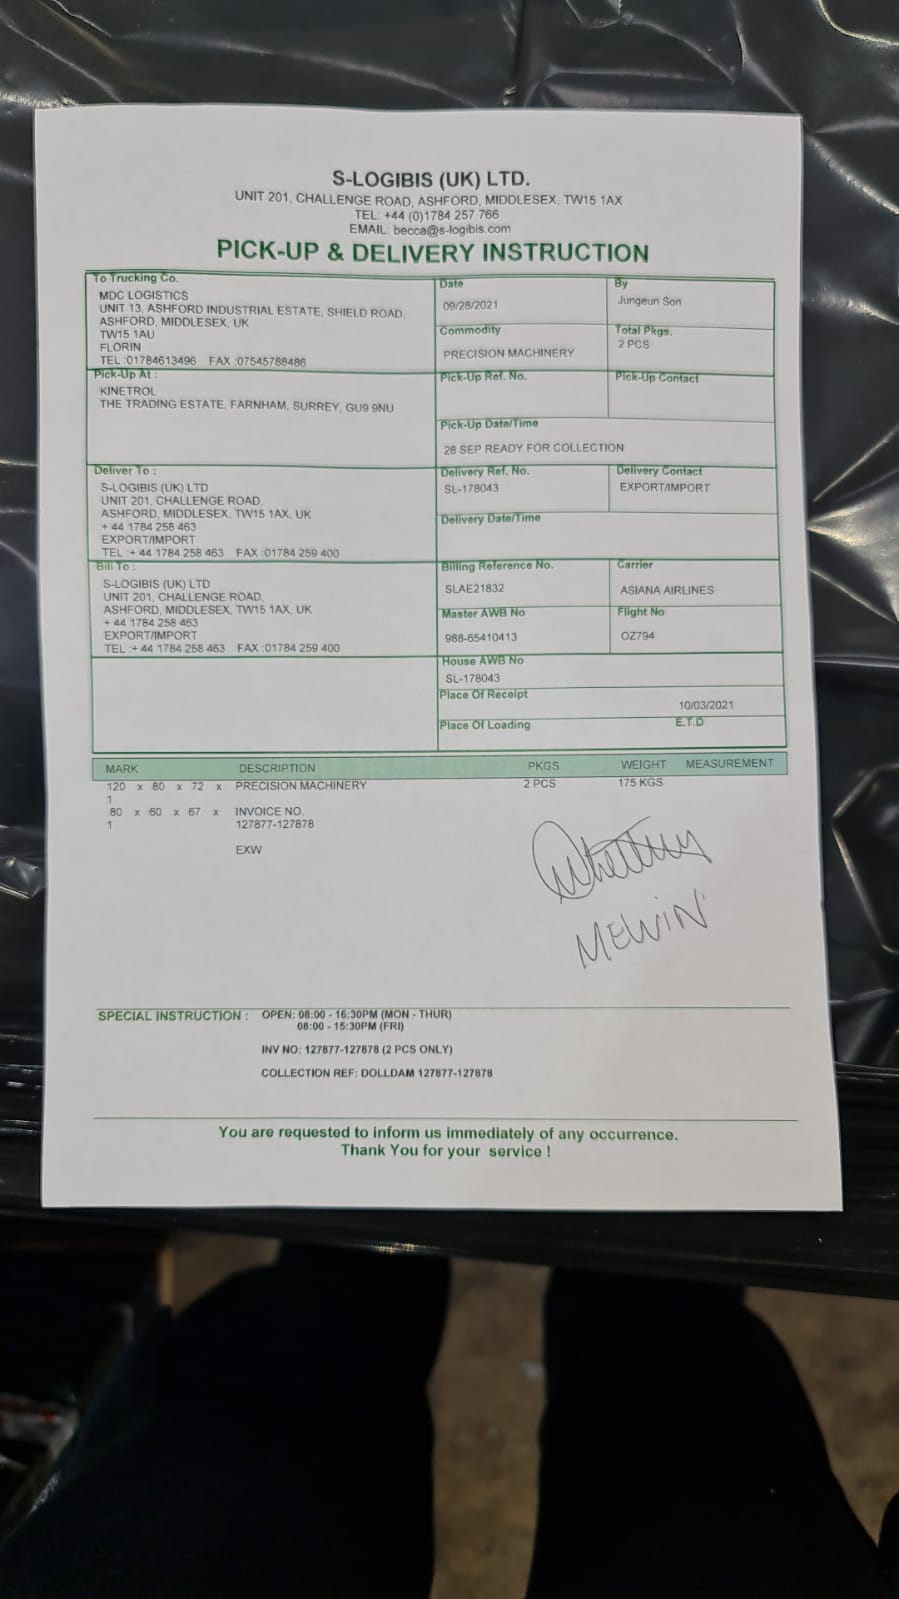 S-LOGIBIS (UK) LTD.
UNIT 201, CHALLENGE ROAD, ASHFORD, MIDDLESEX, TW15 1AX
TEL: +44 (0)1784 257 766
EMAIL: becca@s-logibis.com
PICK-UP & DELIVERY INSTRUCTION
To Trucking Co.
MDC LOGISTICS
UNIT 13, ASHFORD INDUSTRIAL ESTATE, SHIELD ROAD,
ASHFORD, MIDDLESEX, UK
TW15 1AU
FLORIN
TEL :01784613496 FAX :07545788486
Date
09/28/2021
By
Jungeun Son
Commodity
PRECISION MACHINERY
Total Pkgs.
2 PCS
Pick-Up At :
KINETROL
THE TRADING ESTATE, FARNHAM, SURREY, GU9 9NU
Pick-Up Ref. No.
Pick-Up Contact
Pick-Up Date/Time
28 SEP READY FOR COLLECTION
Deliver To :
S-LOGIBIS (UK) LTD
UNIT 201, CHALLENGE ROAD,
ASHFORD, MIDDLESEX, TW15 1AX, UK
+ 44 1784 258 463
EXPORT/IMPORT
TEL :+ 44 1784 258 463 FAX :01784 259 400
Delivery Ref. No.
SL-178043
Delivery Contact
EXPORT/IMPORT
Delivery Date/Time
Bill To :
S-LOGIBIS (UK) LTD
UNIT 201, CHALLENGE ROAD,
ASHFORD, MIDDLESEX, TW15 1AX, UK
+ 44 1784 258 463
EXPORT/IMPORT
TEL :+ 44 1784 258 463 FAX :01784 259 400
Billing Reference No.
SLAE21832
Carrier
ASIANA AIRLINES
Master AWB No
988-65410413
Flight No
OZ794
House AWB No
SL-178043
Place Of Receipt
10/03/2021
Place Of Loading
E.T.D
MARK DESCRIPTION PKGS WEIGHT MEASUREMENT
120 x 80 x 72 x PRECISION MACHINERY 2 PCS 175 KGS
1
80 x 60 x 67 x INVOICE NO.
1 127877-127878
EXW
MELVIN
SPECIAL INSTRUCTION : OPEN: 08:00 - 16:30PM (MON - THUR)
08:00 - 15:30PM (FRI)
INV NO: 127877-127878 (2 PCS ONLY)
COLLECTION REF: DOLLDAM 127877-127878
You are requested to inform us immediately of any occurrence.
Thank You for your service !